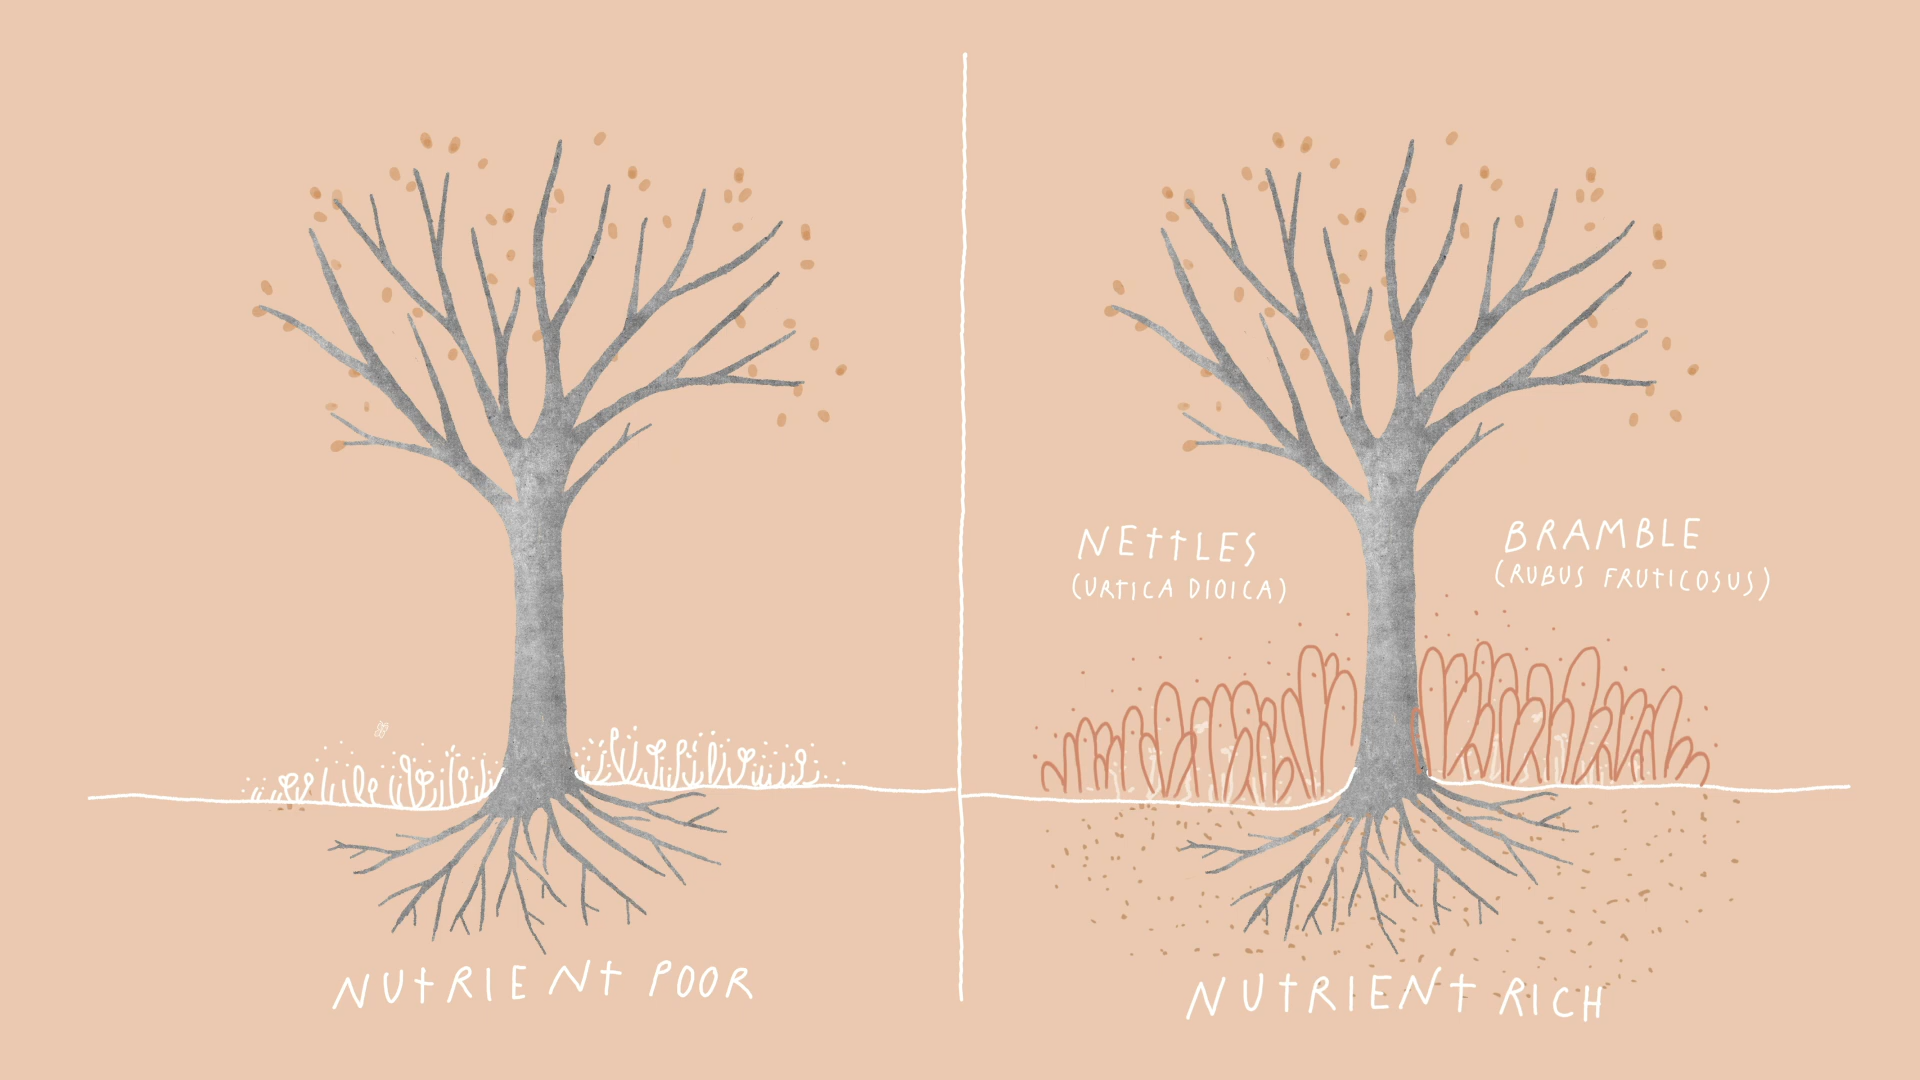 NETTLES
(URTICA DIOICA)
BRAMBLE
(RUBUS FRUTICOSUS)
NUTRIENT POOR
NUTRIENT RICH